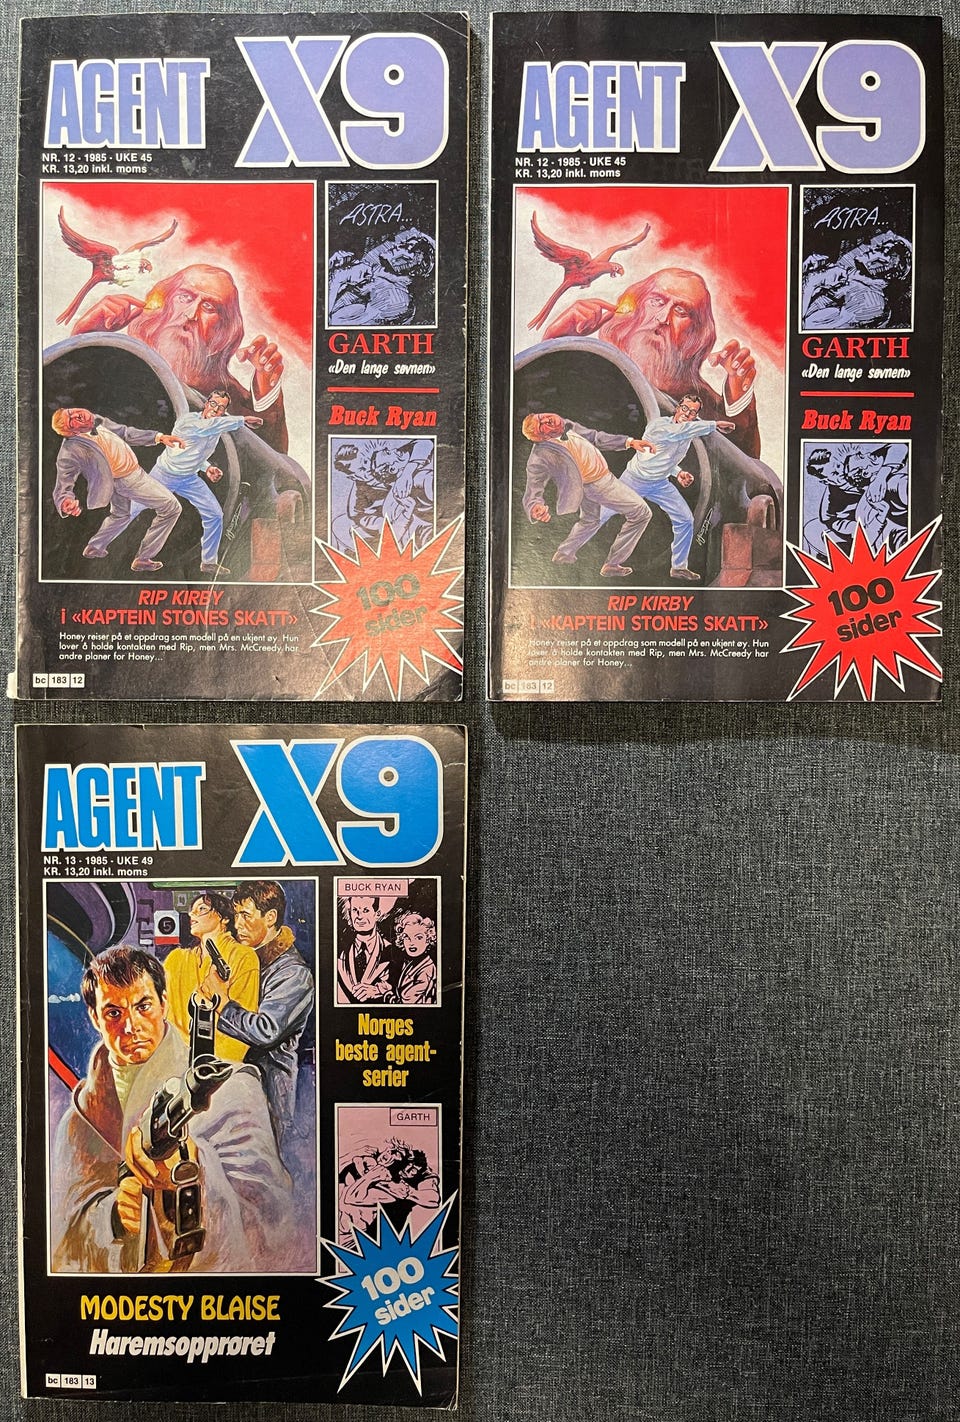 AGENT X9
NR. 12 - 1985 - UKE 45
KR. 13,20 inkl. moms
ASTRA...
GARTH
«Den lange søvnen»
Buck Ryan
100
sider
RIP KIRBY
i «KAPTEIN STONES SKATT»
Honey reiser på et oppdrag som modell på en ukjent øy. Hun
lover å holde kontakten med Rip, men Mrs. McCreedy har
andre planer for Honey...
bc 183 12
AGENT X9
NR. 12 - 1985 - UKE 45
KR. 13,20 inkl. moms
ASTRA...
GARTH
«Den lange søvnen»
Buck Ryan
100
sider
RIP KIRBY
i «KAPTEIN STONES SKATT»
Honey reiser på et oppdrag som modell på en ukjent øy. Hun
lover å holde kontakten med Rip, men Mrs. McCreedy har
andre planer for Honey...
bc 183 12
AGENT X9
NR. 13 - 1985 - UKE 49
KR. 13,20 inkl. moms
5
BUCK RYAN
Norges
beste agent-
serier
GARTH
100
sider
MODESTY BLAISE
Haremsopprøret
bc 183 13